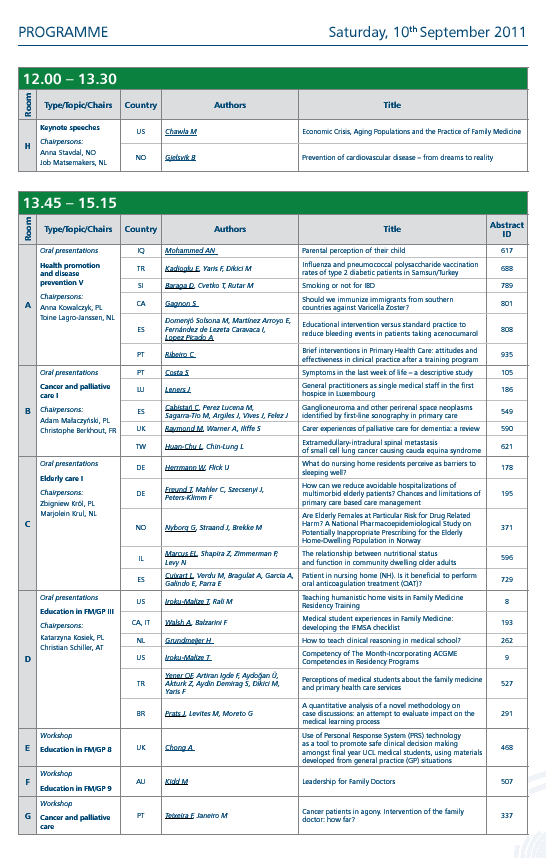 PROGRAMME Saturday, 10th September 2011
12.00 – 13.30
Room Type/Topic/Chairs Country Authors Title
H
Keynote speeches
Chairpersons:
Anna Stavdal, NO
Job Matsemakers, NL
US Chawla M Economic Crisis, Aging Populations and the Practice of Family Medicine
NO Gjelsvik B Prevention of cardiovascular disease – from dreams to reality
13.45 – 15.15
Room Type/Topic/Chairs Country Authors Title Abstract
ID
A
Oral presentations
Health promotion
and disease
prevention V
Chairpersons:
Anna Kowalczyk, PL
Toine Lagro-Janssen, NL
IQ Mohammed AN Parental perception of their child 617
TR Kadioglu E, Yaris F, Dikici M Influenza and pneumococcal polysaccharide vaccination
rates of type 2 diabetic patients in Samsun/Turkey 688
SI Baraga D, Cvetko T, Rutar M Smoking or not for IBD 789
CA Gagnon S Should we immunize immigrants from southern
countries against Varicella Zoster? 801
ES Domenjó Solsona M, Martínez Arroyo E,
Fernández de Lezeta Caravaca I,
Lopez Picado A
Educational intervention versus standard practice to
reduce bleeding events in patients taking acenocumarol 808
PT Ribeiro C Brief interventions in Primary Health Care: attitudes and
effectiveness in clinical practice after a training program 935
B
Oral presentations
Cancer and palliative
care I
Chairpersons:
Adam Małaczyński, PL
Christophe Berkhout, FR
PT Costa S Symptoms in the last week of life – a descriptive study 105
LU Leners J General practitioners as single medical staff in the first
hospice in Luxembourg 186
ES Cabistañ C, Perez Lucena M,
Sagarra-Tio M, Argiles J, Vives J, Felez J
Ganglioneuroma and other perirenal space neoplasms
identified by first-line sonography in primary care 549
UK Raymond M, Warner A, Iliffe S Carer experiences of palliative care for dementia: a review 590
TW Huan-Chu L, Chin-Lung L Extramedullary-intradural spinal metastasis
of small cell lung cancer causing cauda equina syndrome 621
C
Oral presentations
Elderly care I
Chairpersons:
Zbigniew Król, PL
Marjolein Krul, NL
DE Herrmann W, Flick U What do nursing home residents perceive as barriers to
sleeping well? 178
DE Freund T, Mahler C, Szecsenyi J,
Peters-Klimm F
How can we reduce avoidable hospitalizations of
multimorbid elderly patients? Chances and limitations of
primary care based care management 195
NO Nyborg G, Straand J, Brekke M
Are Elderly Females at Particular Risk for Drug Related
Harm? A National Pharmacoepidemiological Study on
Potentially Inappropriate Prescribing for the Elderly
Home-Dwelling Population in Norway 371
IL Marcus EL, Shapira Z, Zimmerman P,
Levy N
The relationship between nutritional status
and function in community dwelling older adults 596
ES Cuixart L, Verdu M, Bragulat A, Garcia A,
Galindo E, Parra E
Patient in nursing home (NH). Is it beneficial to perform
oral anticoagulation treatment (OAT)? 729
D
Oral presentations
Education in FM/GP III
Chairpersons:
Katarzyna Kosiek, PL
Christian Schiller, AT
US Iroku-Malize T, Rali M Teaching humanistic home visits in Family Medicine
Residency Training 8
CA, IT Walsh A, Balzarini F Medical student experiences in Family Medicine:
developing the IFMSA checklist 193
NL Grundmeijer H How to teach clinical reasoning in medical school? 262
US Iroku-Malize T Competency of The Month-Incorporating ACGME
Competencies in Residency Programs 9
TR Yener OF, Artiran Igde F, Aydoğan Ü,
Akturk Z, Aydin Demirag S, Dikici M,
Yaris F
Perceptions of medical students about the family medicine
and primary health care services 527
BR Prats J, Levites M, Moreto G
A quantitative analysis of a novel methodology on
case discussions: an attempt to evaluate impact on the
medical learning process 291
E
Workshop
Education in FM/GP 8
UK Chong A
Use of Personal Response System (PRS) technology
as a tool to promote safe clinical decision making
amongst final year UCL medical students, using materials
developed from general practice (GP) situations 468
F
Workshop
Education in FM/GP 9
AU Kidd M Leadership for Family Doctors 507
G
Workshop
Cancer and palliative
care
PT Teixeira F, Janeiro M Cancer patients in agony. Intervention of the family
doctor: how far? 337